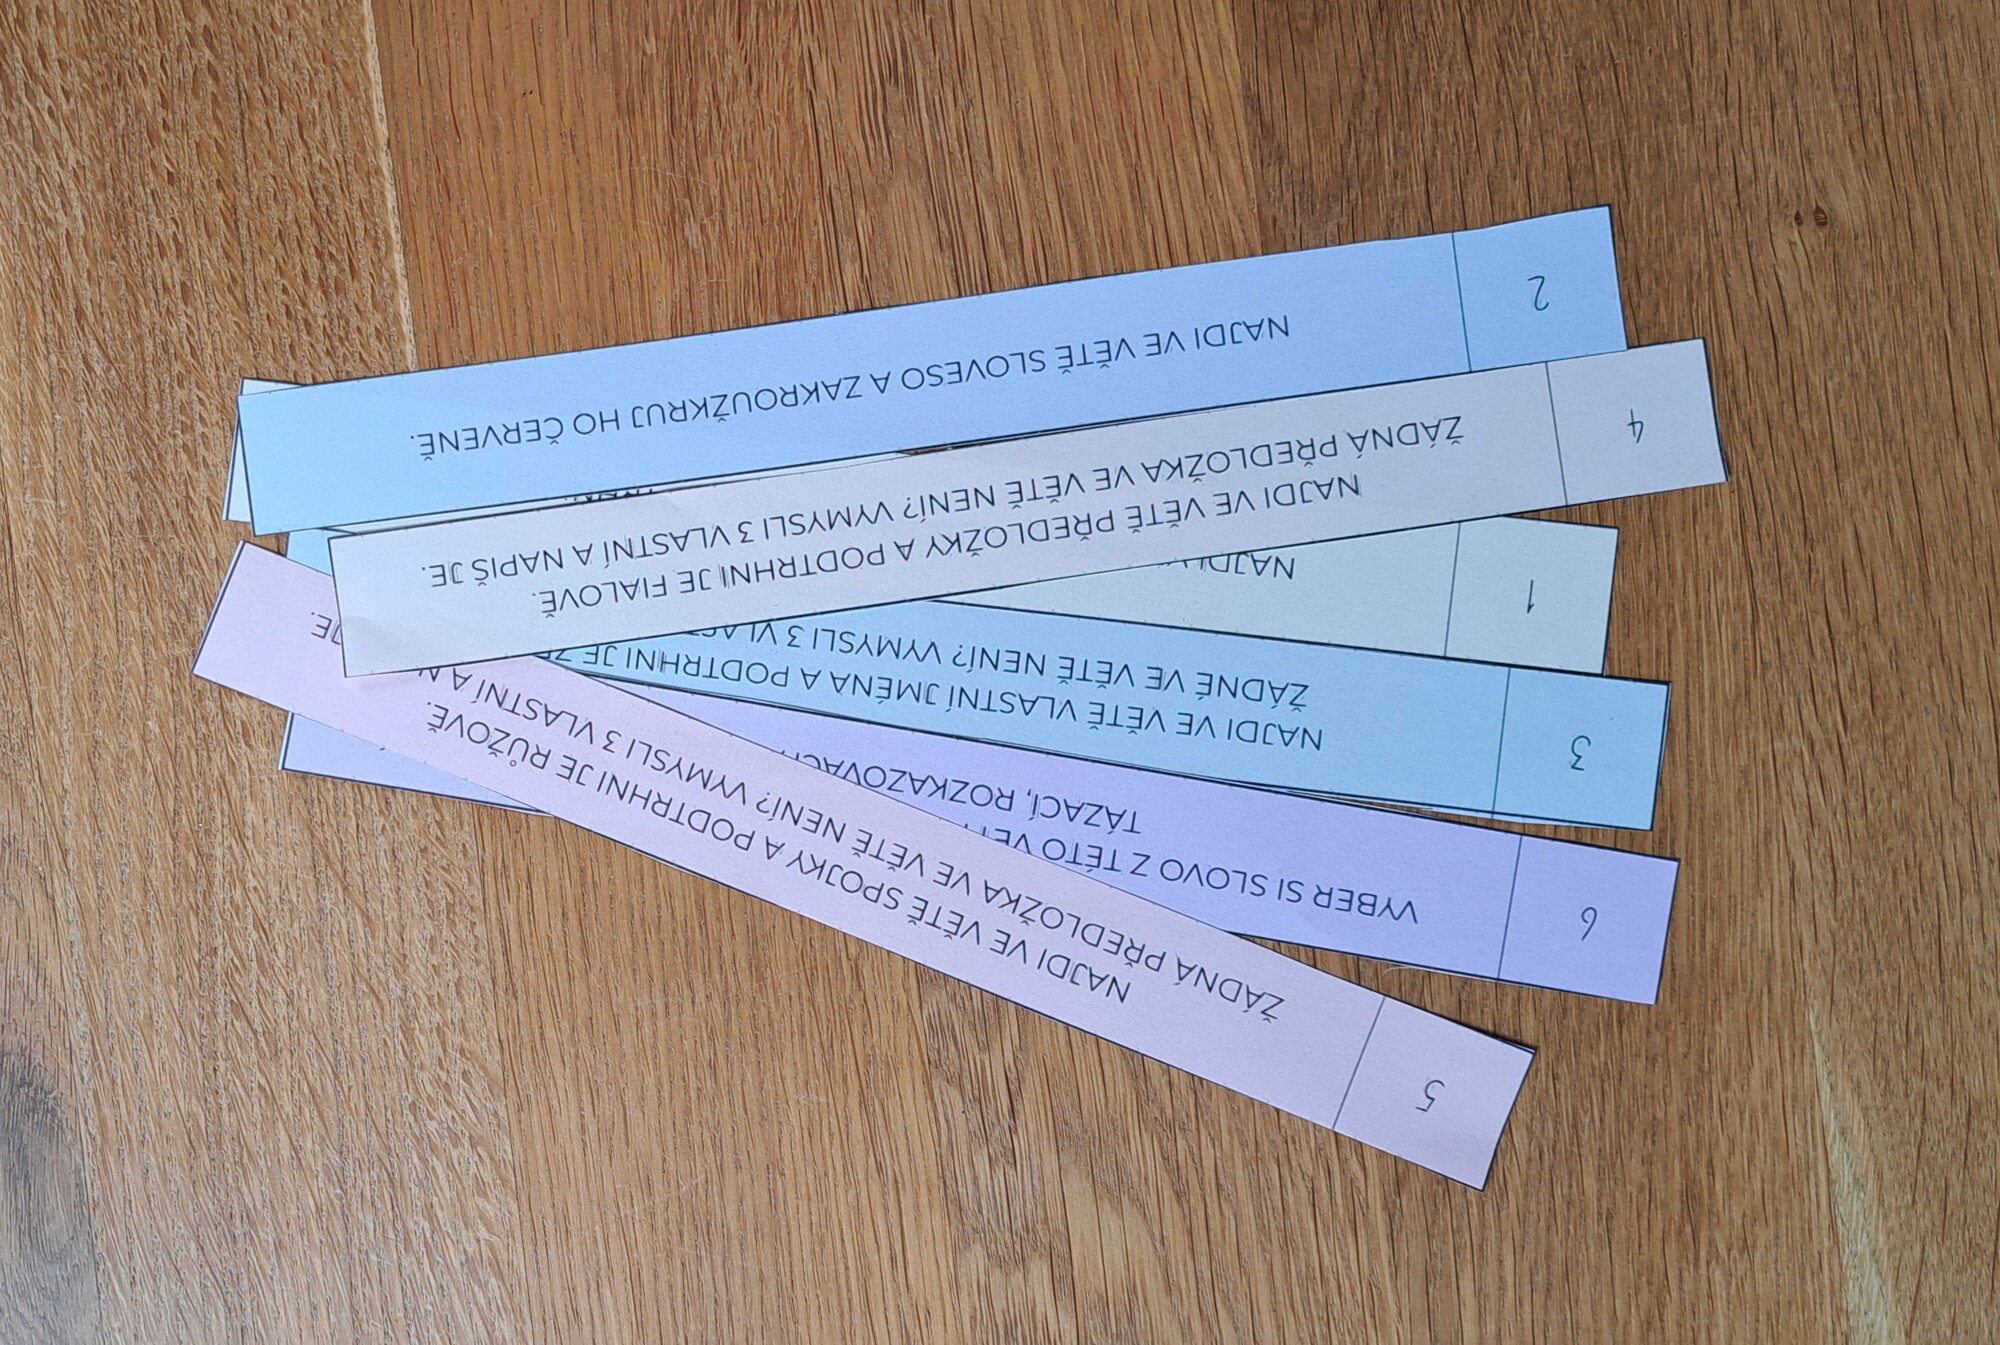 5
NAJDI VE VĚTĚ SPOJKY A PODTRHNI JE RŮŽOVĚ.
ŽÁDNÁ PŘEDLOŽKA VE VĚTĚ NENÍ? VYMYSLI 3 VLASTNÍ A JE.
6
VYBER SI SLOVO Z TÉTO
TÁZACÍ,
3
NAJDI VE VĚTĚ VLASTNÍ JMÉNA A PODTRHNI JE
ŽÁDNÉ VE VĚTĚ NENÍ? VYMYSLI 3
1
NAJDI
4
NAJDI VE VĚTĚ PŘEDLOŽKY A PODTRHNI JE FIALOVĚ.
ŽÁDNÁ PŘEDLOŽKA VE VĚTĚ NENÍ? VYMYSLI 3 VLASTNÍ A NAPIŠ JE.
2
NAJDI VE VĚTĚ SLOVESO A ZAKROUŽKRUJ HO ČERVENĚ.